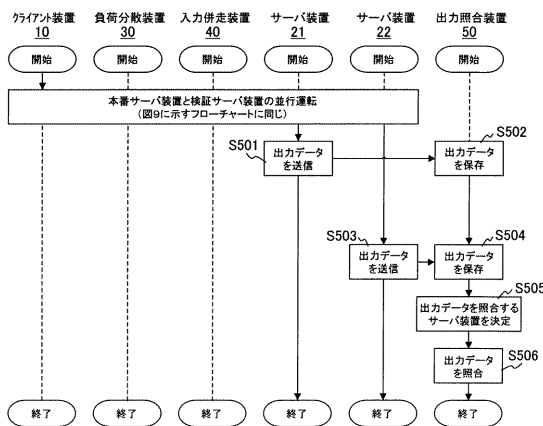 クライアント装置 負荷分散装置 入力併走装置 サーバ装置 サーバ装置 出力照合装置
10 30 40 21 22 50
開始 開始 開始 開始 開始 開始
本番サーバ装置と検証サーバ装置の並行運転
(図9に示すフローチャートに同じ)
S501 S502
出力データ 出力データ
を送信 を保存
S503 S504
出力データ 出力データ
を送信 を保存
S505
出力データを照合する
サーバ装置を決定
S506
出力データ
を照合
終了 終了 終了 終了 終了 終了